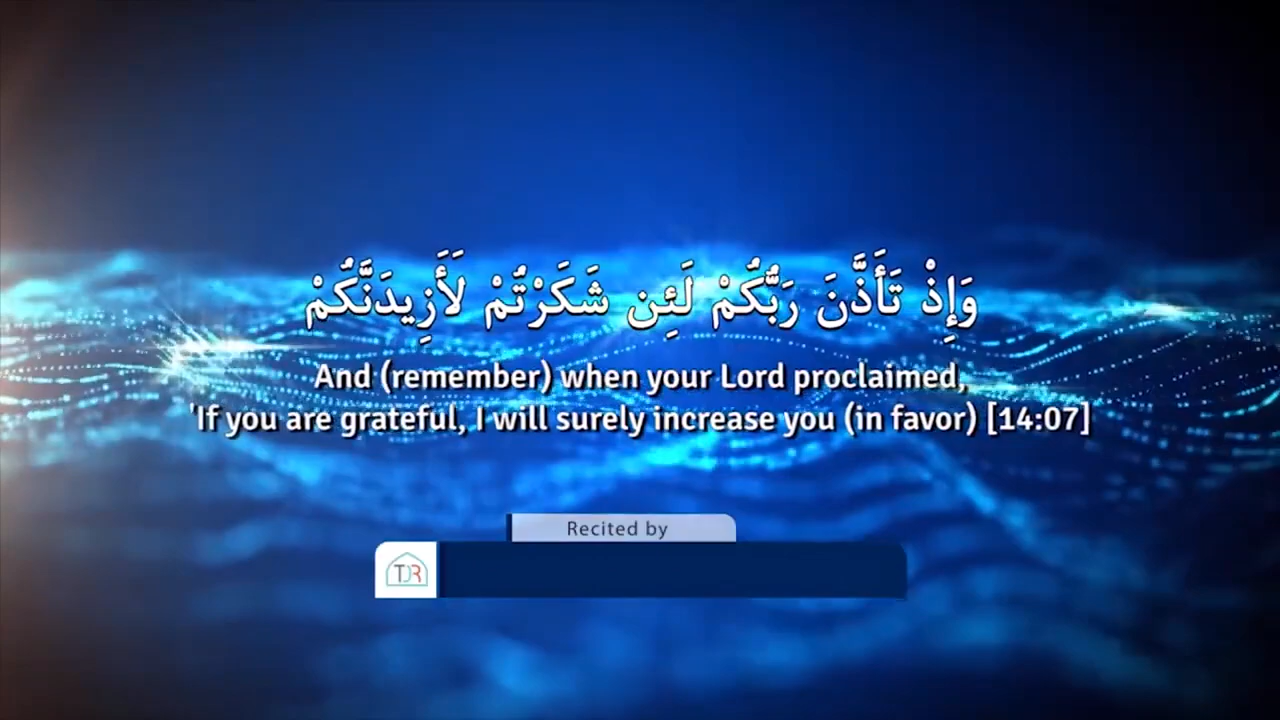 وَإِذْ تَأَذَّنَ رَبُّكُمْ لَئِن شَكَرْتُمْ لَأَزِيدَنَّكُمْ
And (remember) when your Lord proclaimed,
'If you are grateful, I will surely increase you (in favor) [14:07]
Recited by
TDR